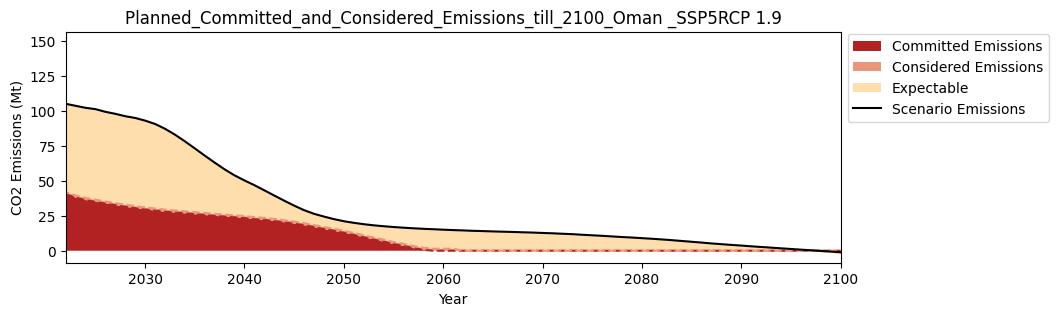 Planned_Committed_and_Considered_Emissions_till_2100_Oman _SSP5RCP 1.9
150
125
100
75
50
25
0
CO2 Emissions (Mt)
2030
2040
2050
2060
2070
2080
2090
2100
Year
Committed Emissions
Considered Emissions
Expectable
Scenario Emissions